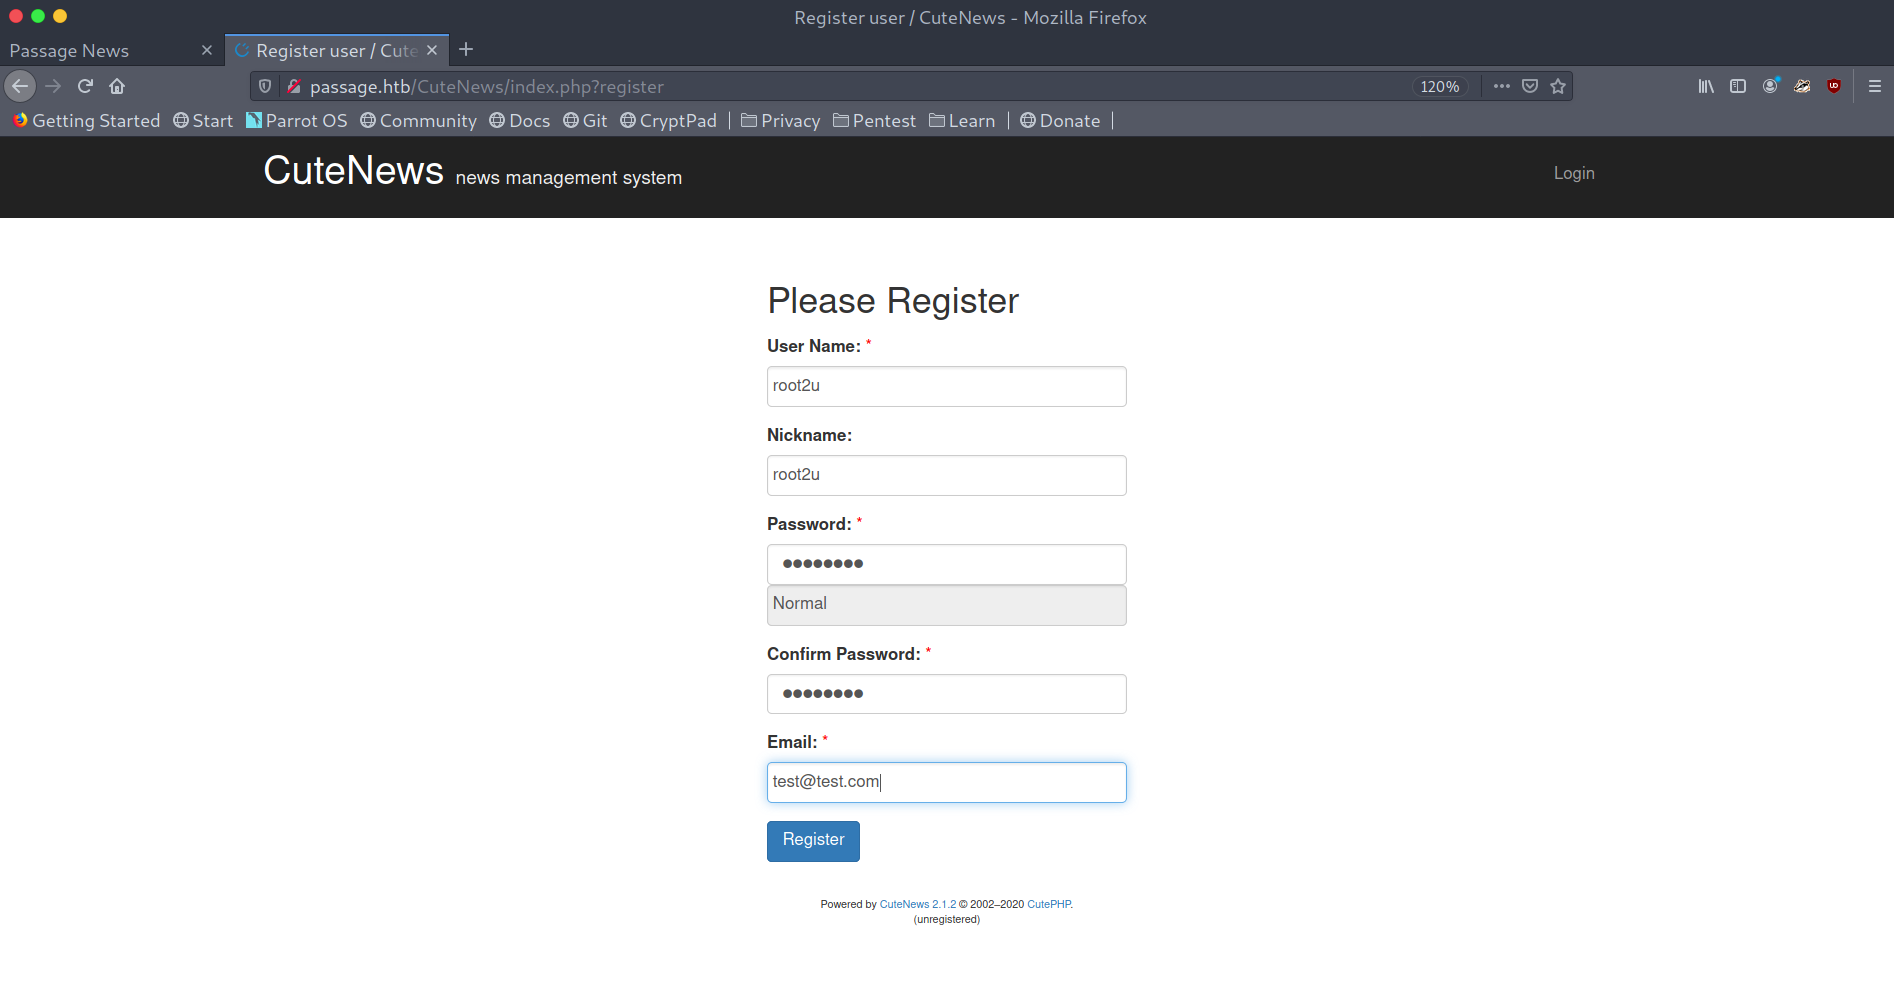 Register user / CuteNews - Mozilla Firefox
Passage News
Register user / Cute
passage.htb/CuteNews/index.php?register
120%
Getting Started Start Parrot OS Community Docs Git CryptPad Privacy Pentest Learn Donate
CuteNews news management system
Login
Please Register
User Name: *
root2u
Nickname:
root2u
Password: *
●●●●●●●●
Normal
Confirm Password: *
●●●●●●●●
Email: *
test@test.com
Register
Powered by CuteNews 2.1.2 © 2002–2020 CutePHP.
(unregistered)